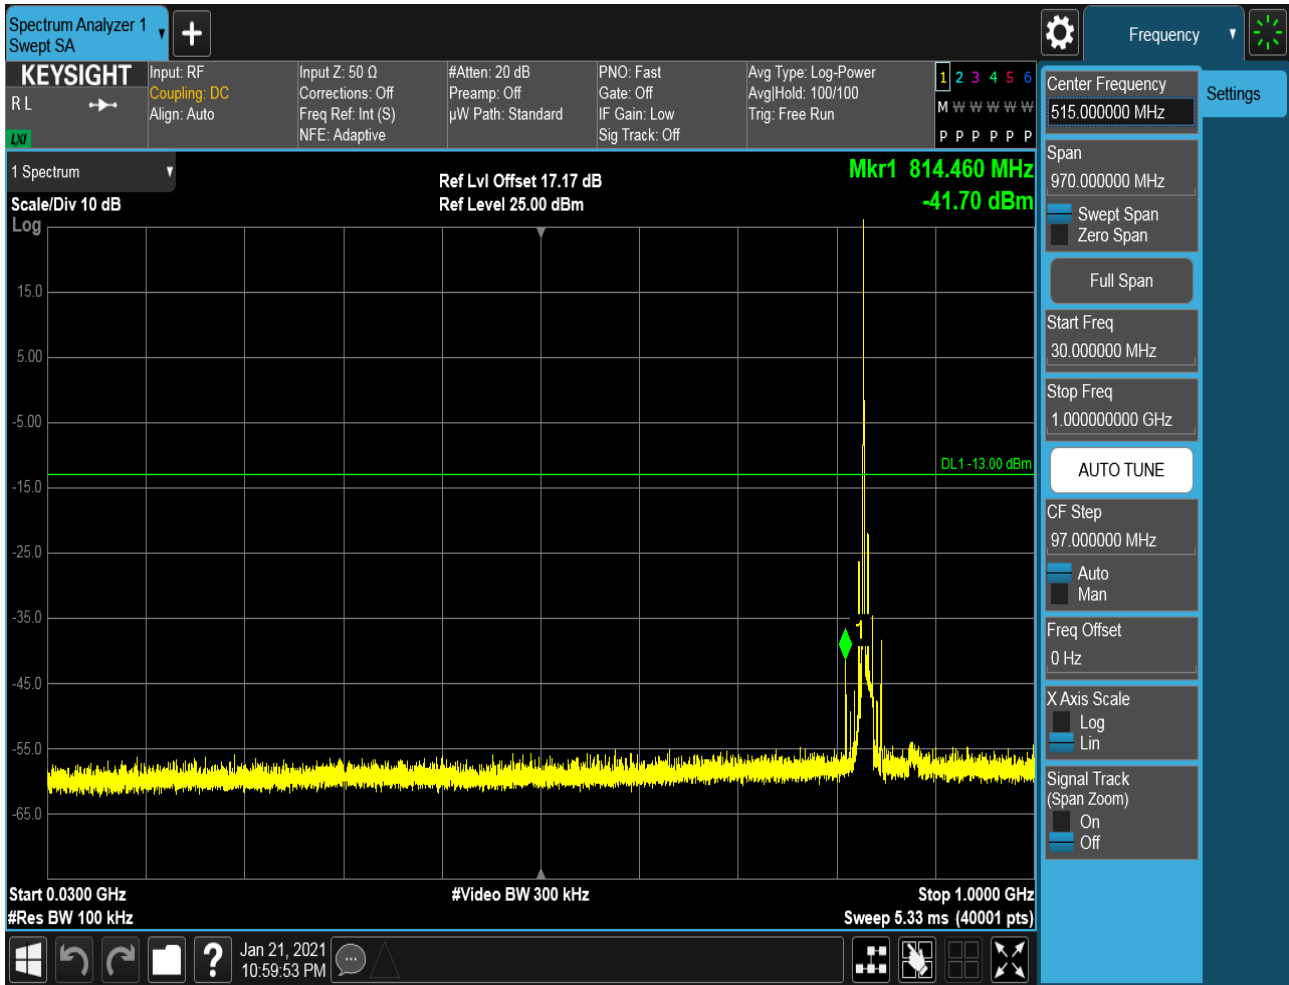 Spectrum Analyzer 1
Swept SA
Frequency
KEYSIGHT
R L
LXI
Input: RF
Coupling: DC
Align: Auto
Input Z: 50 Ω
Corrections: Off
Freq Ref: Int (S)
NFE: Adaptive
#Atten: 20 dB
Preamp: Off
µW Path: Standard
PNO: Fast
Gate: Off
IF Gain: Low
Sig Track: Off
Avg Type: Log-Power
Avg|Hold: 100/100
Trig: Free Run
1 2 3 4 5 6
M W W W W W
P P P P P P
1 Spectrum
Scale/Div 10 dB
Log
Ref Lvl Offset 17.17 dB
Ref Level 25.00 dBm
Mkr1 814.460 MHz
-41.70 dBm
15.0
5.00
-5.00
DL1 -13.00 dBm
-15.0
-25.0
-35.0
1
-45.0
-55.0
-65.0
Start 0.0300 GHz
#Video BW 300 kHz
Stop 1.0000 GHz
#Res BW 100 kHz
Sweep 5.33 ms (40001 pts)
Center Frequency
515.000000 MHz
Settings
Span
970.000000 MHz
Swept Span
Zero Span
Full Span
Start Freq
30.000000 MHz
Stop Freq
1.000000000 GHz
AUTO TUNE
CF Step
97.000000 MHz
Auto
Man
Freq Offset
0 Hz
X Axis Scale
Log
Lin
Signal Track
(Span Zoom)
On
Off
?
Jan 21, 2021
10:59:53 PM